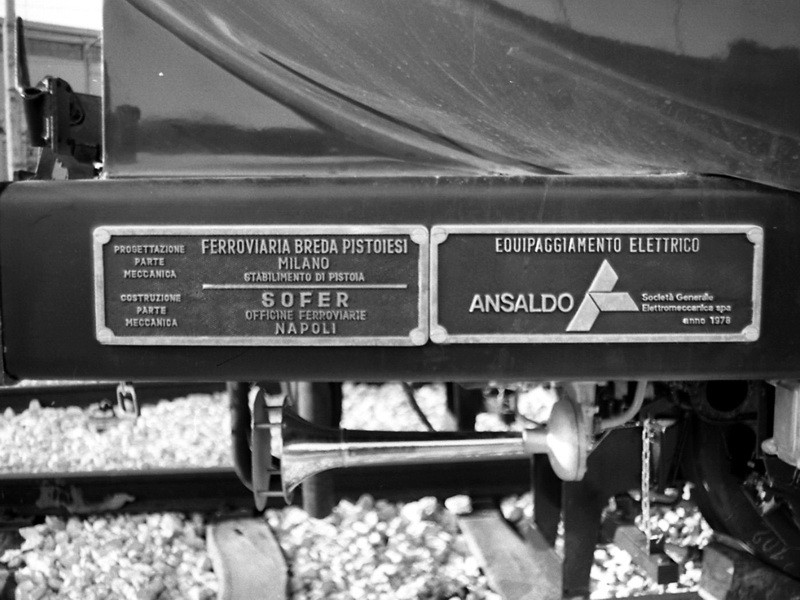 PROGETTAZIONE
PARTE
MECCANICA
FERROVIARIA BREDA PISTOIESI
MILANO
STABILIMENTO DI PISTOIA
COSTRUZIONE
PARTE
MECCANICA
SOFER
OFFICINE FERROVIARIE
NAPOLI
EQUIPAGGIAMENTO ELETTRICO
ANSALDO
Società Generale
Elettromeccanica spa
anno 1978